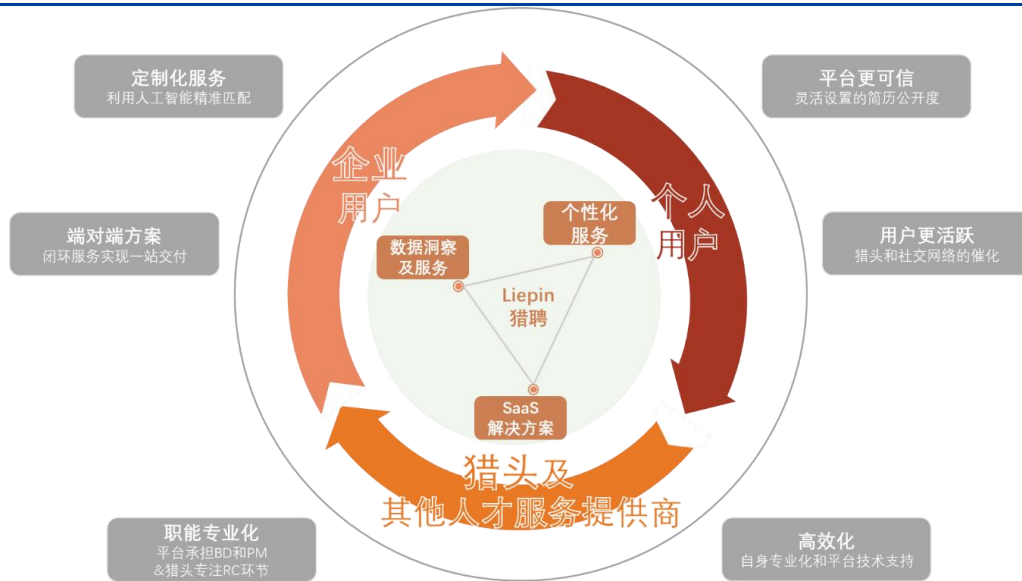 定制化服务
利用人工智能精准匹配
平台更可信
灵活设置的简历公开度
企业
用户
个人
用户
端对端方案
闭环服务实现一站交付
用户更活跃
猎头和社交网络的催化
个性化
服务
数据洞察
及服务
Liepin
猎聘
SaaS
解决方案
猎头及
其他人才服务提供商
职能专业化
平台承担BD和PM
&猎头专注RC环节
高效化
自身专业化和平台技术支持